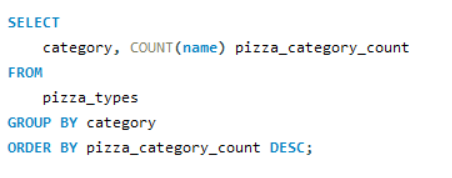 SELECT
    category, COUNT(name) pizza_category_count
FROM
    pizza_types
GROUP BY category
ORDER BY pizza_category_count DESC;